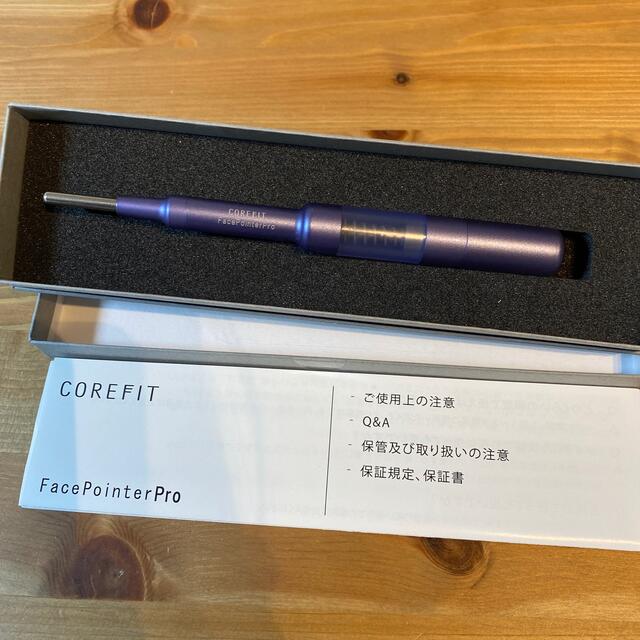 COREFIT
FacePointerPro
COREFIT
FacePointerPro
- ご使用上の注意
- Q&A
- 保管及び取り扱いの注意
- 保証規定、保証書